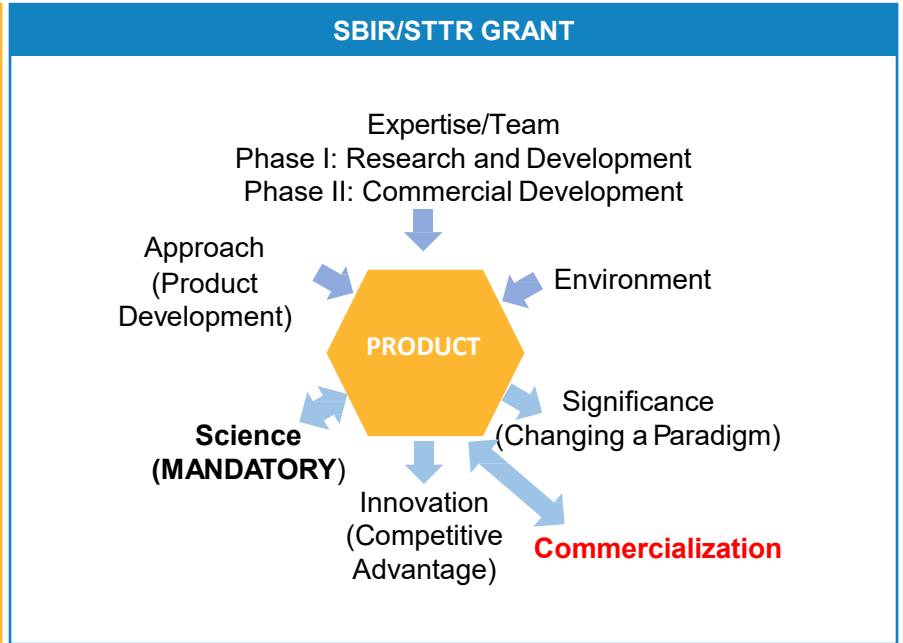 SBIR/STTR GRANT
Expertise/Team
Phase I: Research and Development
Phase II: Commercial Development
Approach
(Product
Development)
Environment
PRODUCT
Significance
(Changing a Paradigm)
Science
(MANDATORY)
Innovation
(Competitive
Advantage)
Commercialization